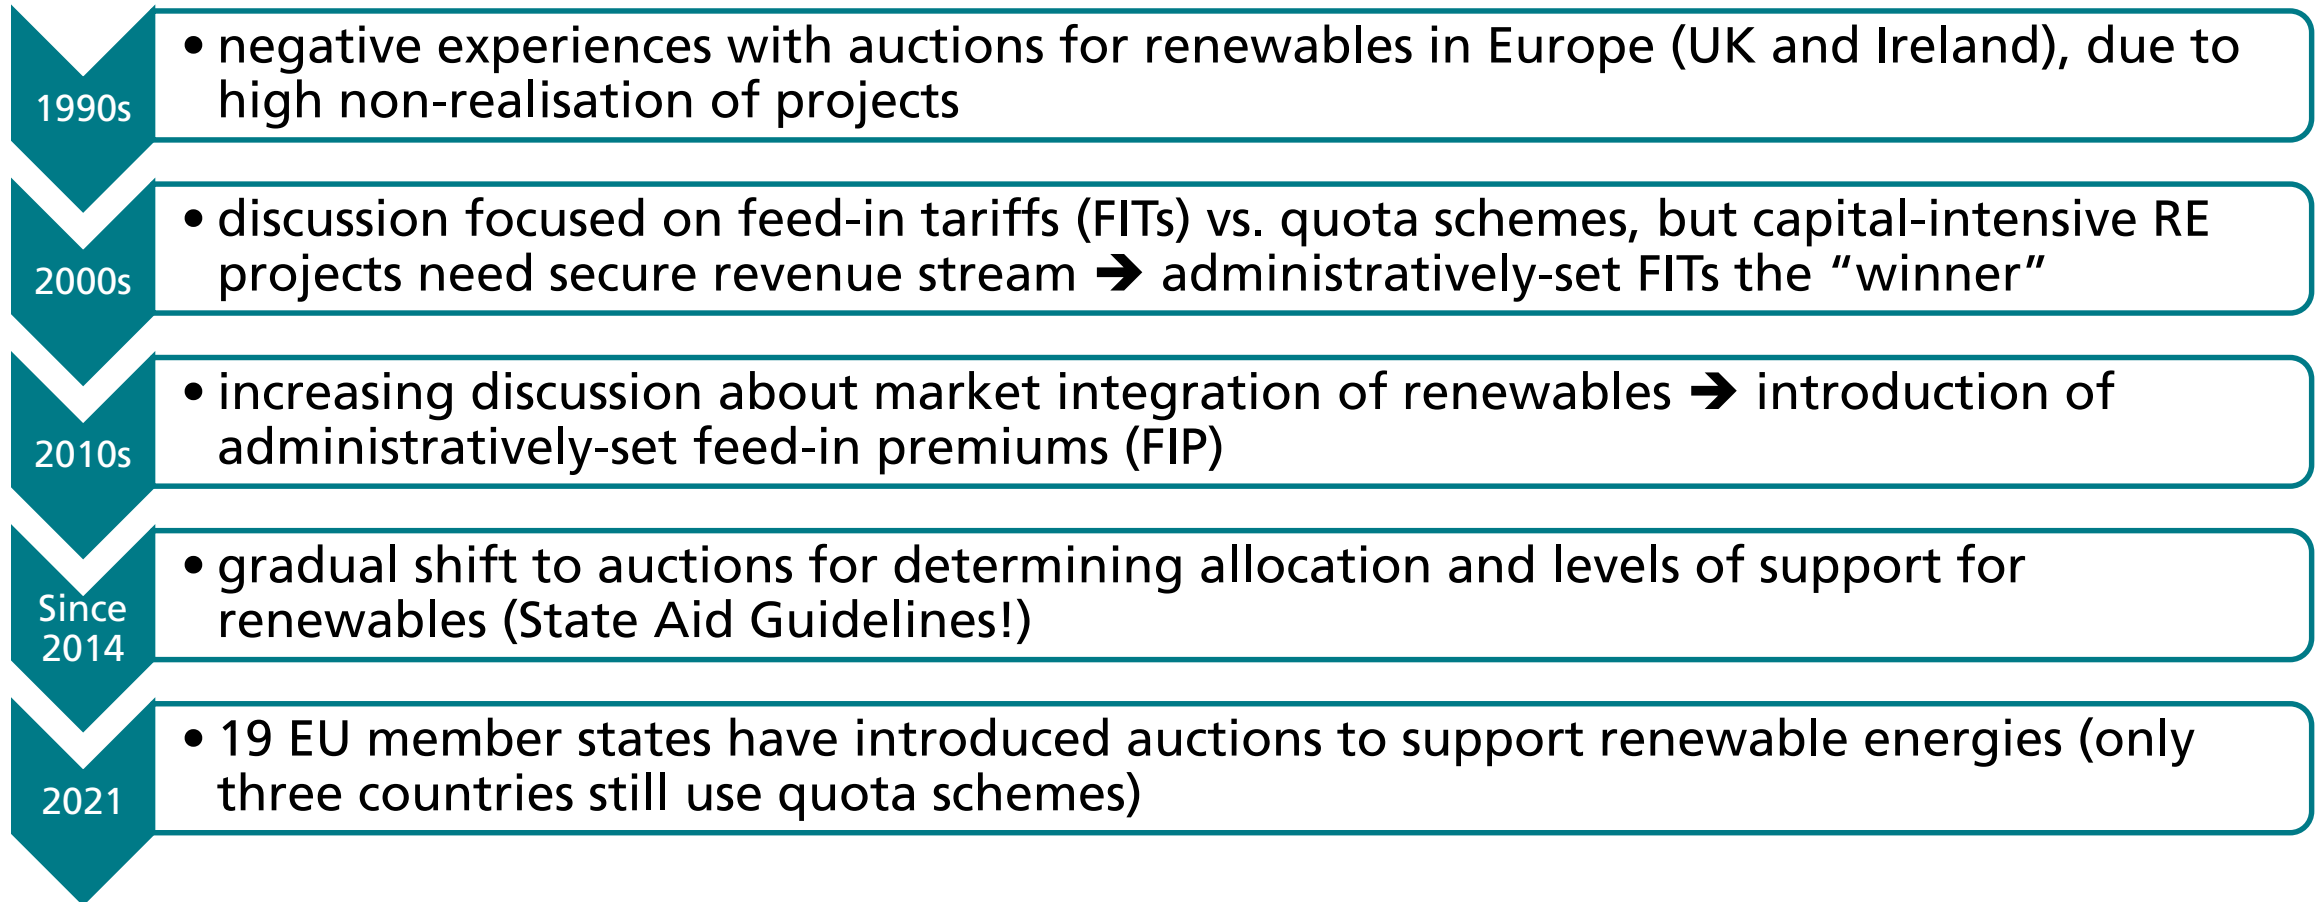 1990s
• negative experiences with auctions for renewables in Europe (UK and Ireland), due to
high non-realisation of projects
2000s
• discussion focused on feed-in tariffs (FITs) vs. quota schemes, but capital-intensive RE
projects need secure revenue stream ➔ administratively-set FITs the “winner”
2010s
• increasing discussion about market integration of renewables ➔ introduction of
administratively-set feed-in premiums (FIP)
Since
2014
• gradual shift to auctions for determining allocation and levels of support for
renewables (State Aid Guidelines!)
2021
• 19 EU member states have introduced auctions to support renewable energies (only
three countries still use quota schemes)